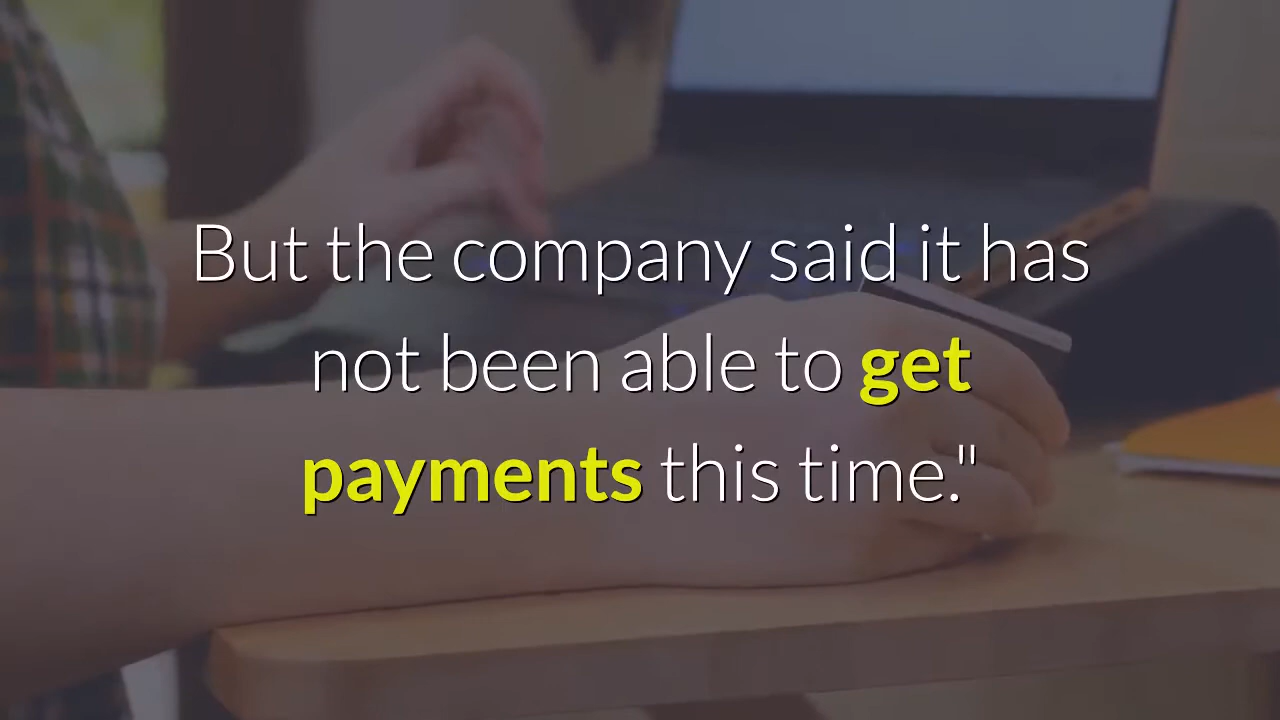 But the company said it has
not been able to get
payments this time."